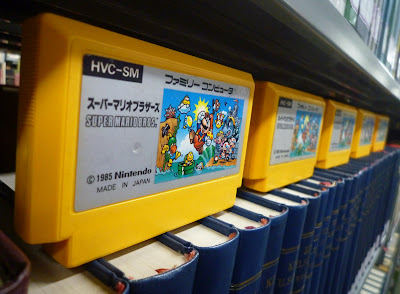 HVC-SM
ファミリー コンピュータ
スーパーマリオブラザーズ
SUPER MARIO BROS.
© 1985 Nintendo
MADE IN JAPAN